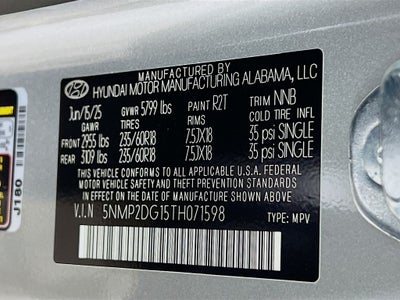 MANUFACTURED BY
HYUNDAI MOTOR MANUFACTURING ALABAMA, LLC
Jun/16/25 GVWR 5799 lbs PAINT R2T TRIM NNB
GAWR TIRES RIMS COLD TIRE INFL
FRONT 2955 lbs 235/60R18 7.5JX18 35 psi SINGLE
REAR 3109 lbs 235/60R18 7.5JX18 35 psi SINGLE
THIS VEHICLE CONFORMS TO ALL APPLICABLE U.S.A FEDERAL
MOTOR VEHICLE SAFETY AND THEFT PREVENTION STANDARDS IN
EFFECT ON THE DATE OF MANUFACTURE SHOWN ABOVE.
V.I.N 5NMP2DG15TH071598 TYPE: MPV
J160